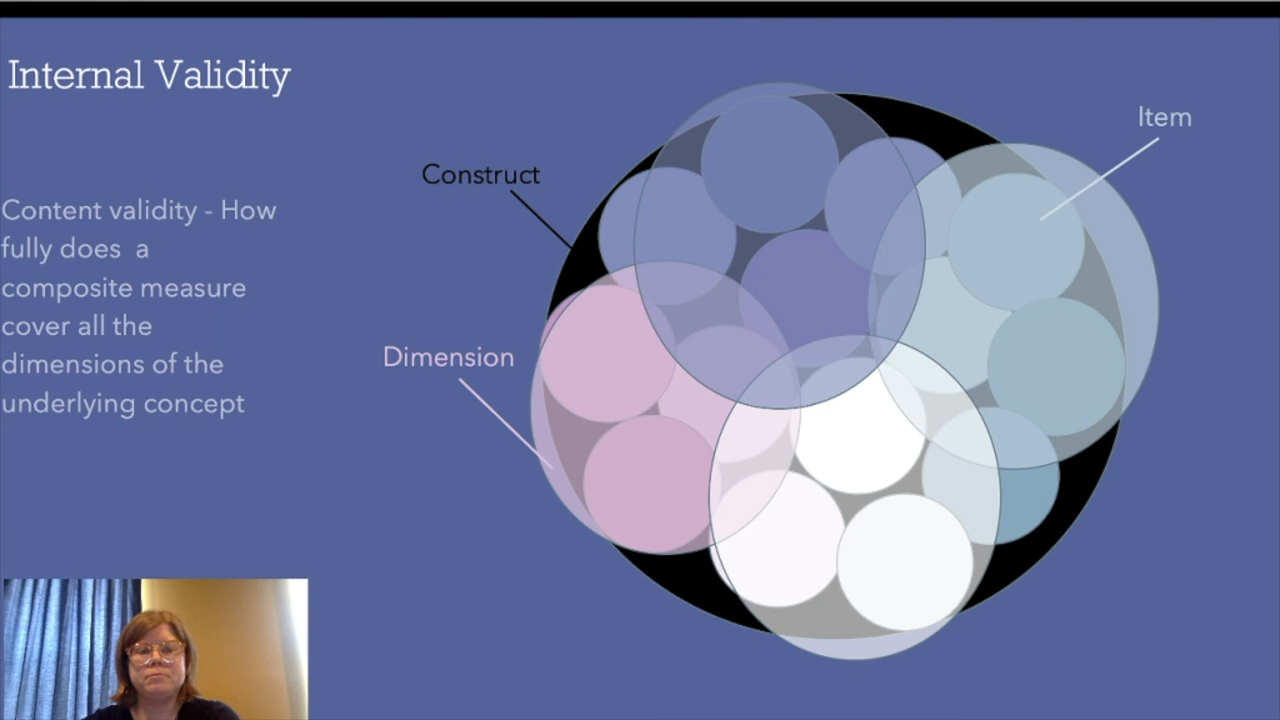 Internal Validity
Item
Construct
Content validity - How
fully does a
composite measure
cover all the
dimensions of the
underlying concept
Dimension